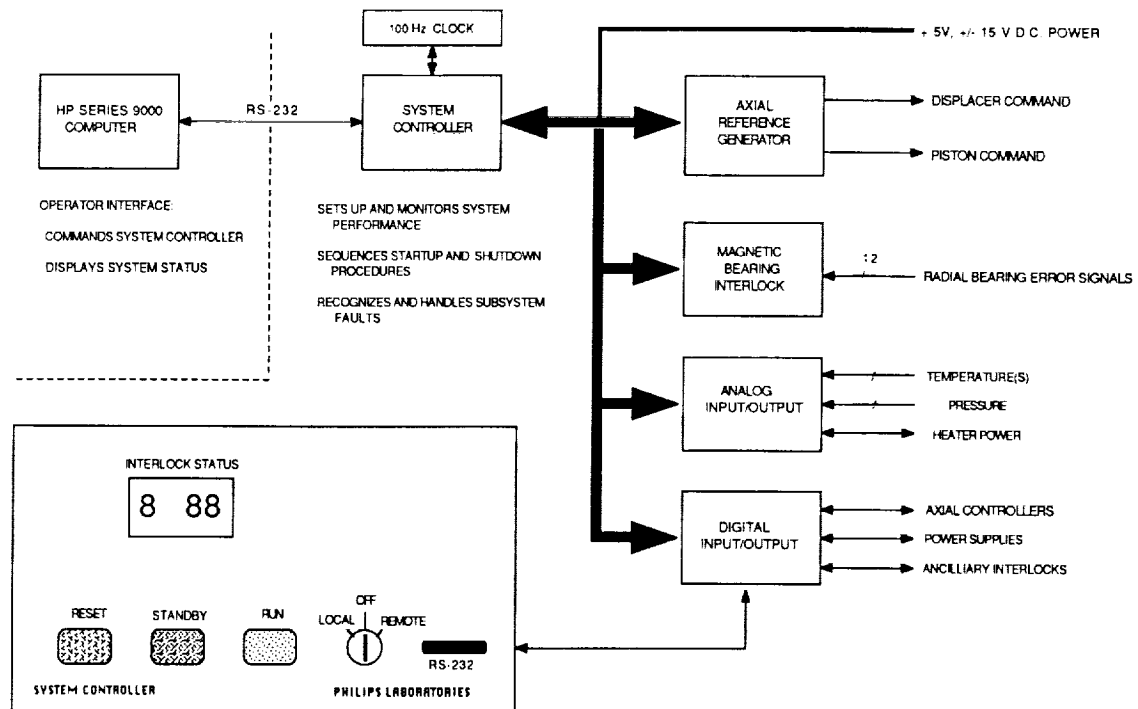 100 Hz CLOCK
+ 5V, +/- 15 V D.C. POWER
HP SERIES 9000
COMPUTER
RS-232
SYSTEM
CONTROLLER
AXIAL
REFERENCE
GENERATOR
DISPLACER COMMAND
PISTON COMMAND
OPERATOR INTERFACE:
COMMANDS SYSTEM CONTROLLER
DISPLAYS SYSTEM STATUS
SETS UP AND MONITORS SYSTEM
PERFORMANCE
SEQUENCES STARTUP AND SHUTDOWN
PROCEDURES
RECOGNIZES AND HANDLES SUBSYSTEM
FAULTS
MAGNETIC
BEARING
INTERLOCK
12
RADIAL BEARING ERROR SIGNALS
ANALOG
INPUT/OUTPUT
TEMPERATURE(S)
PRESSURE
HEATER POWER
DIGITAL
INPUT/OUTPUT
AXIAL CONTROLLERS
POWER SUPPLIES
ANCILLIARY INTERLOCKS
INTERLOCK STATUS
8 88
RESET
STANDBY
RUN
OFF
LOCAL
REMOTE
RS-232
SYSTEM CONTROLLER
PHILIPS LABORATORIES